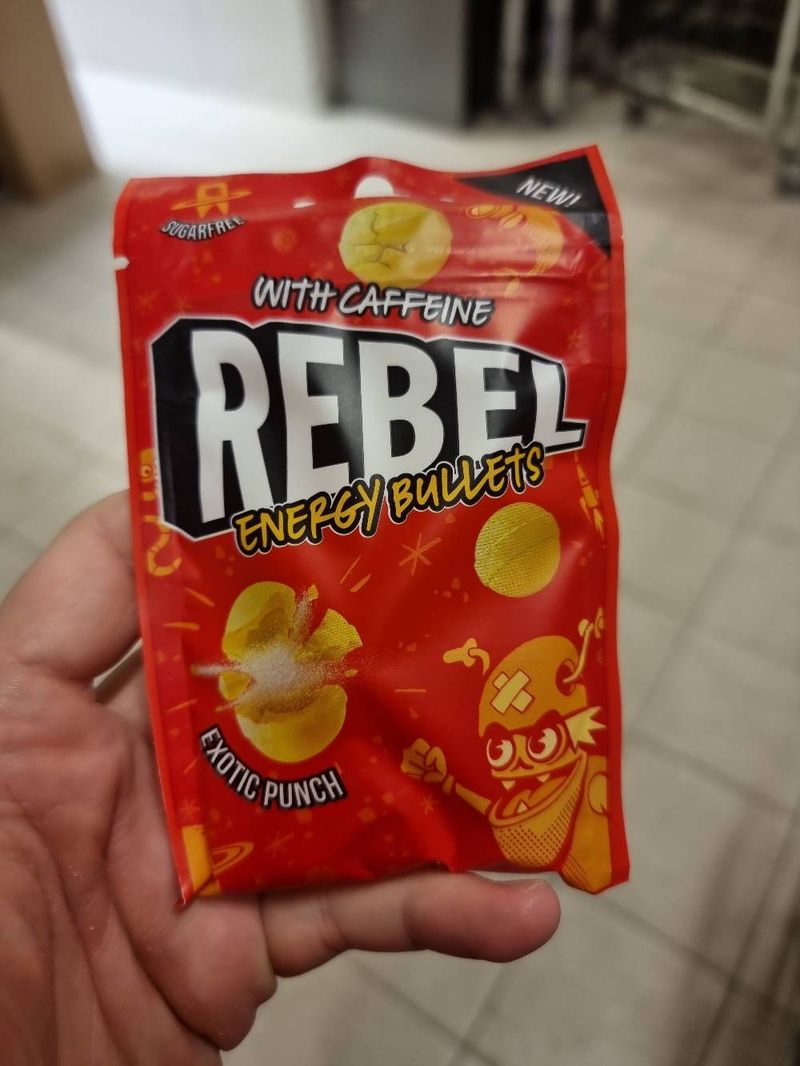 NEW!
SUGARFREE
WITH CAFFEINE
REBEL
ENERGY BULLETS
EXOTIC PUNCH